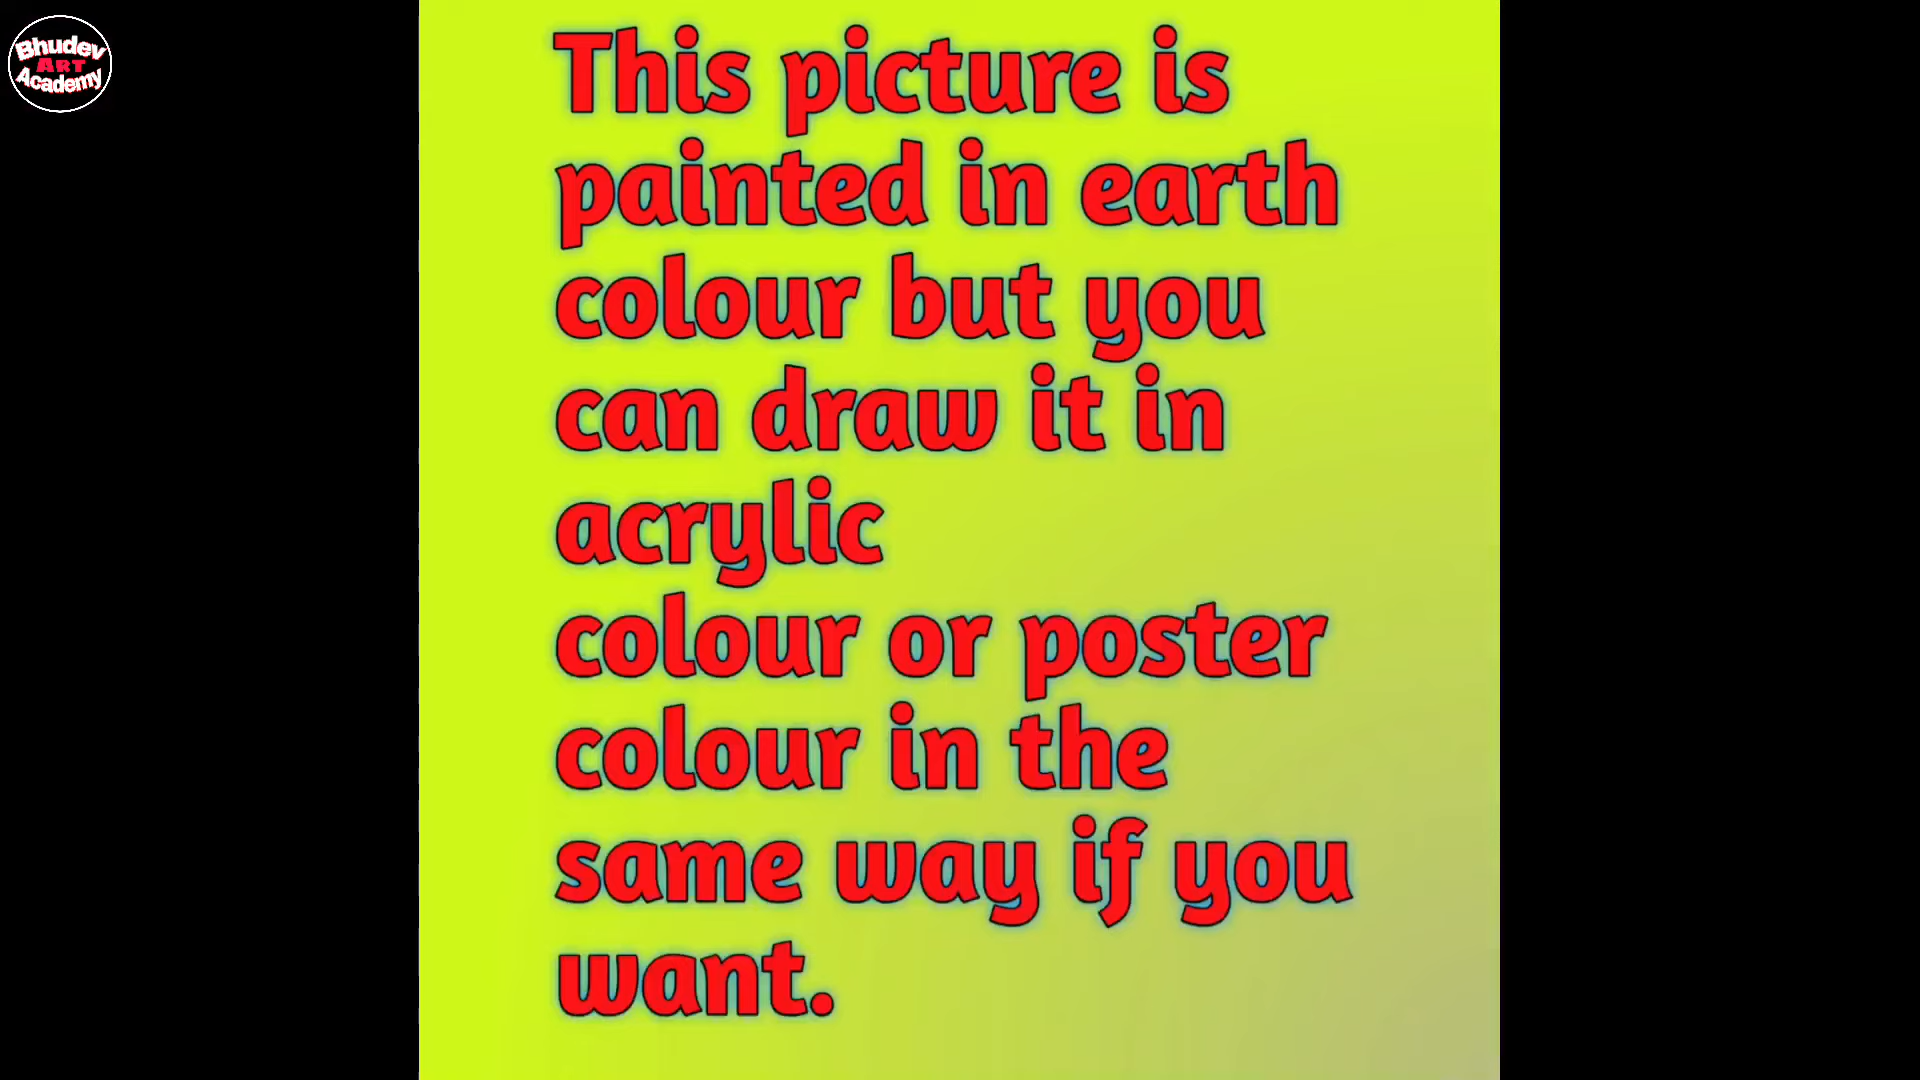 Bhudev
ART
Academy
This picture is
painted in earth
colour but you
can draw it in
acrylic
colour or poster
colour in the
same way if you
want.